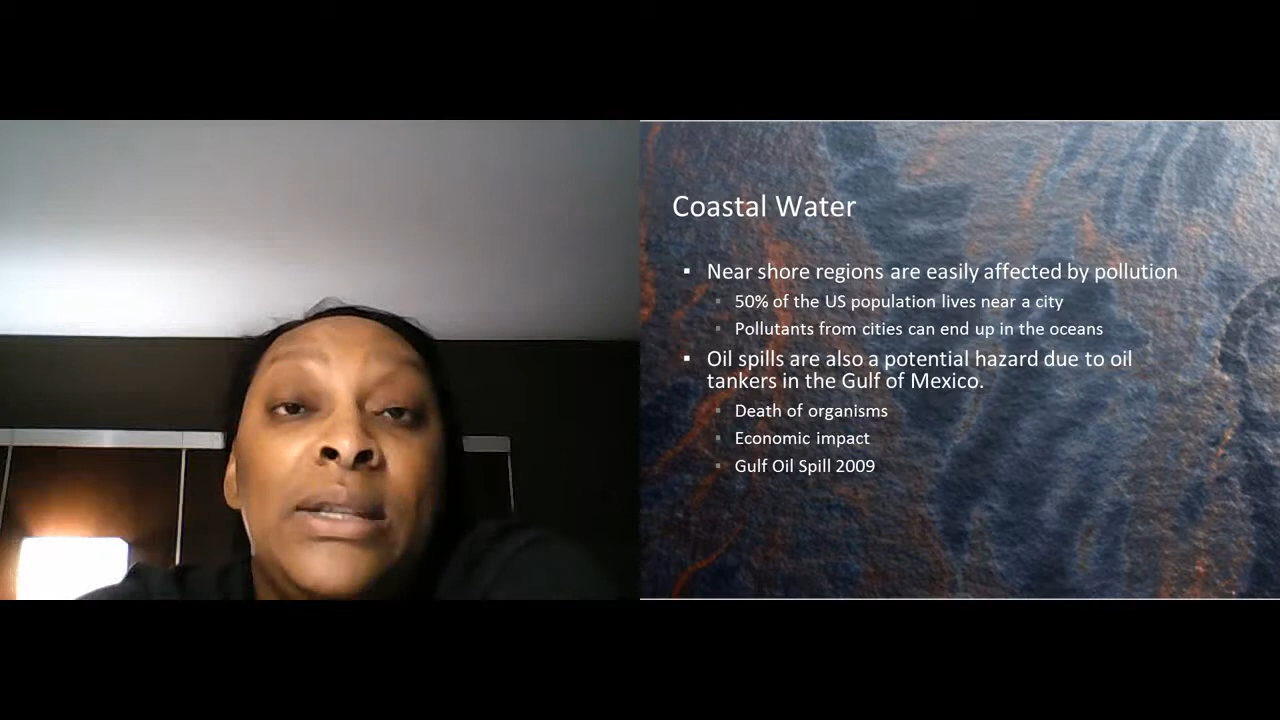 Coastal Water
▪ Near shore regions are easily affected by pollution
▪ 50% of the US population lives near a city
▪ Pollutants from cities can end up in the oceans
▪ Oil spills are also a potential hazard due to oil
tankers in the Gulf of Mexico.
▪ Death of organisms
▪ Economic impact
▪ Gulf Oil Spill 2009